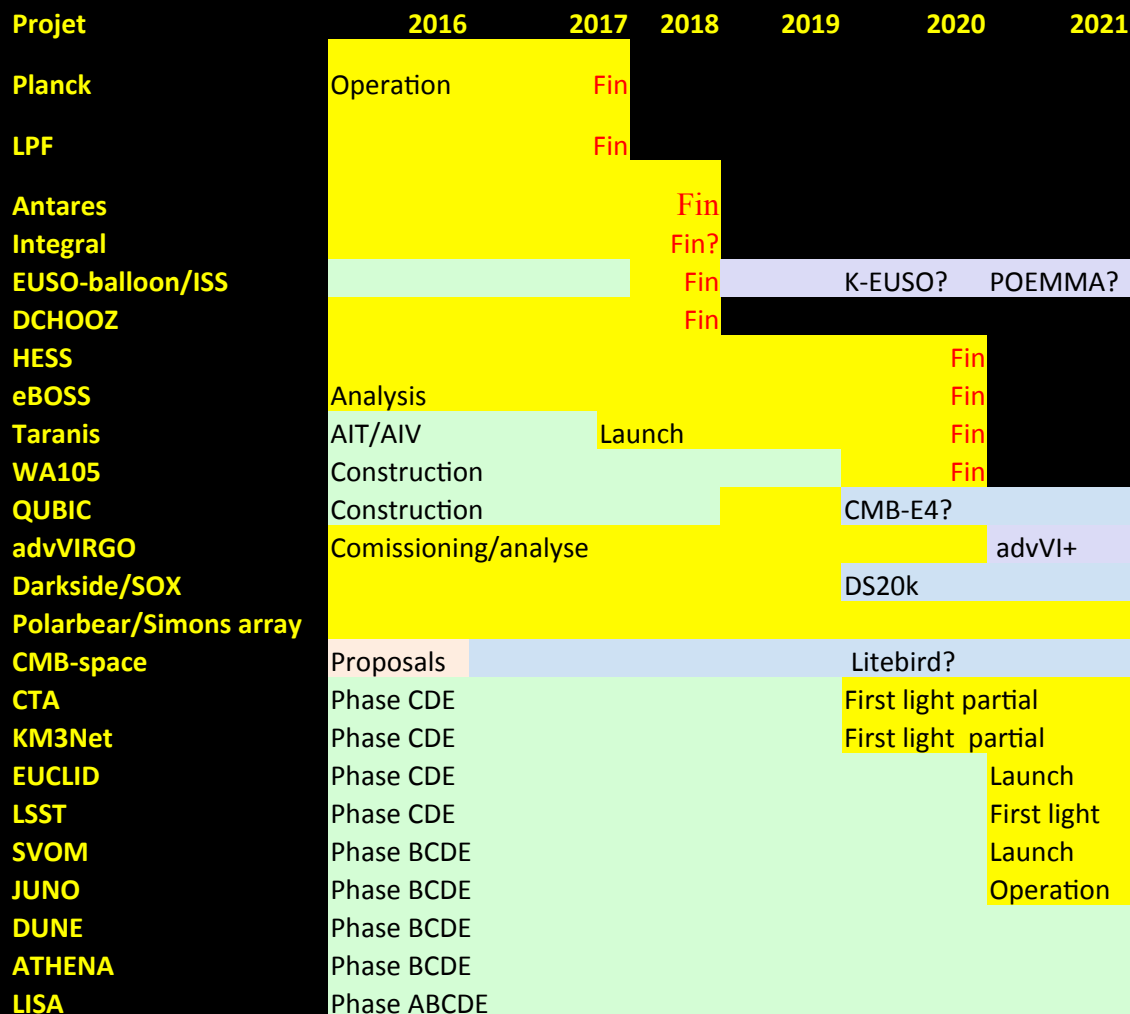 Projet 2016 2017 2018 2019 2020 2021
Planck Operation Fin
LPF Fin
Antares Fin
Integral Fin?
EUSO-balloon/ISS Fin K-EUSO? POEMMA?
DCHOOZ Fin
HESS Fin
eBOSS Analysis Fin
Taranis AIT/AIV Launch Fin
WA105 Construction Fin
QUBIC Construction CMB-E4?
advVIRGO Comissioning/analyse advVI+
Darkside/SOX DS20k
Polarbear/Simons array
CMB-space Proposals Litebird?
CTA Phase CDE First light partial
KM3Net Phase CDE First light partial
EUCLID Phase CDE Launch
LSST Phase CDE First light
SVOM Phase BCDE Launch
JUNO Phase BCDE Operation
DUNE Phase BCDE
ATHENA Phase BCDE
LISA Phase ABCDE